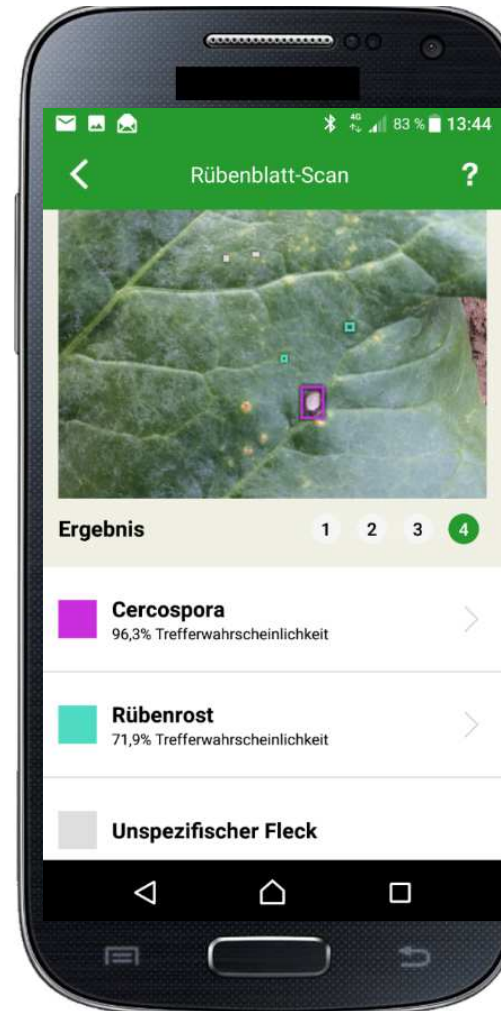 4G
83 %
13:44
Rübenblatt-Scan
?
Ergebnis
1
2
3
4
Cercospora
96,3% Trefferwahrscheinlichkeit
Rübenrost
71,9% Trefferwahrscheinlichkeit
Unspezifischer Fleck